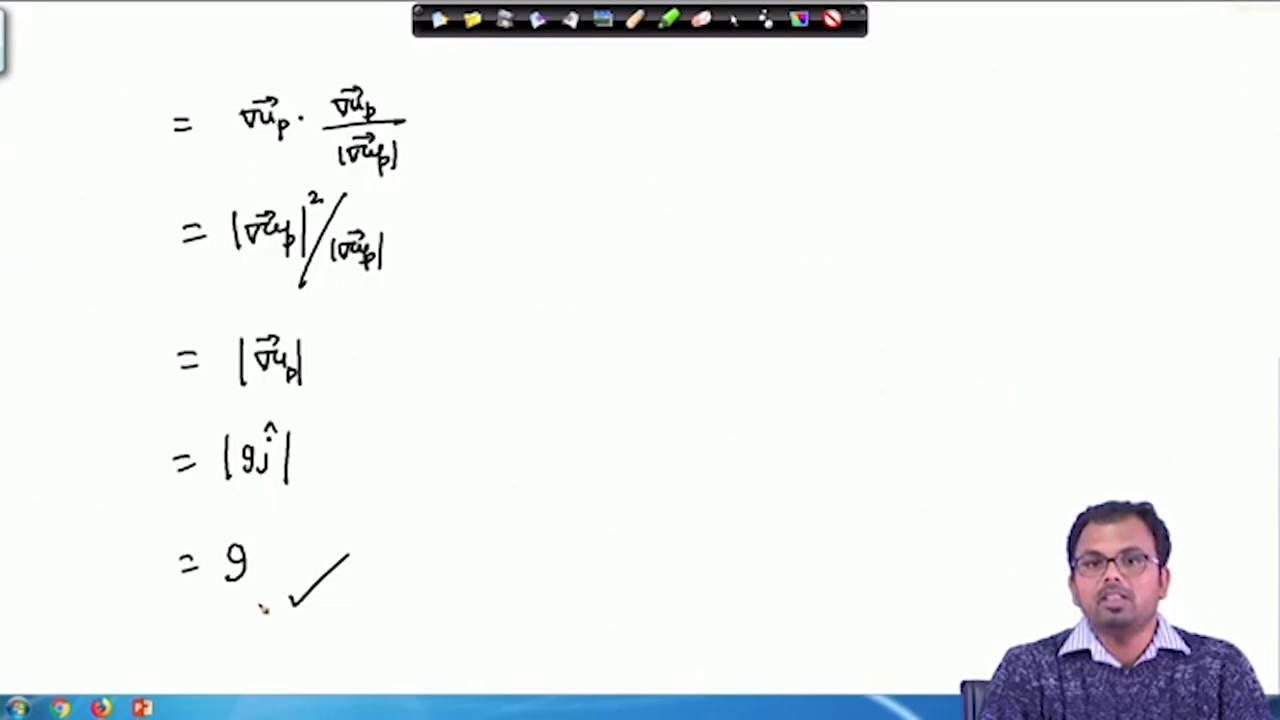 = ∇⃗u_p · ∇⃗u_p / |∇⃗u_p|
= |∇⃗u_p|² / |∇⃗u_p|
= |∇⃗u_p|
= |9ĵ|
= 9 ✓